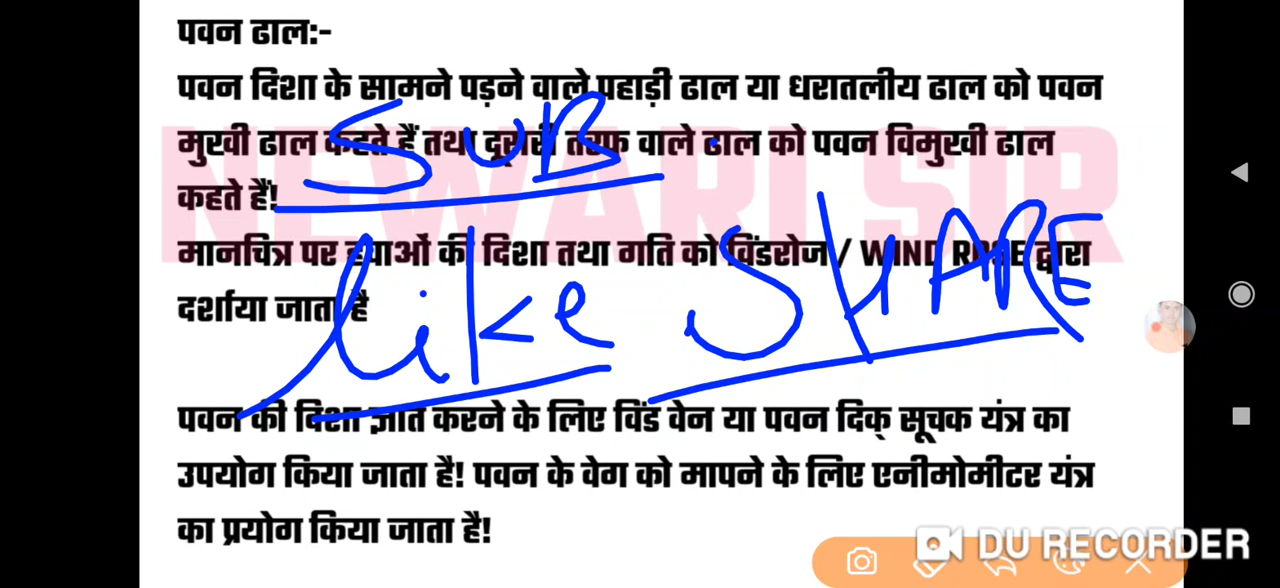 पवन ढाल:-
पवन दिशा के सामने पड़ने वाले पहाड़ी ढाल या धरातलीय ढाल को पवन
मुखी ढाल कहते हैं तथा दूसरी तरफ वाले ढाल को पवन विमुखी ढाल
कहते हैं!
SUB
NEWARI SIR
मानचित्र पर हवाओं की दिशा तथा गति को विंडरोज / WIND ROSE द्वारा
दर्शाया जाता है
like SHARE
पवन की दिशा ज्ञात करने के लिए विंड वेन या पवन दिक् सूचक यंत्र का
उपयोग किया जाता है! पवन के वेग को मापने के लिए एनीमोमीटर यंत्र
का प्रयोग किया जाता है!
DU RECORDER